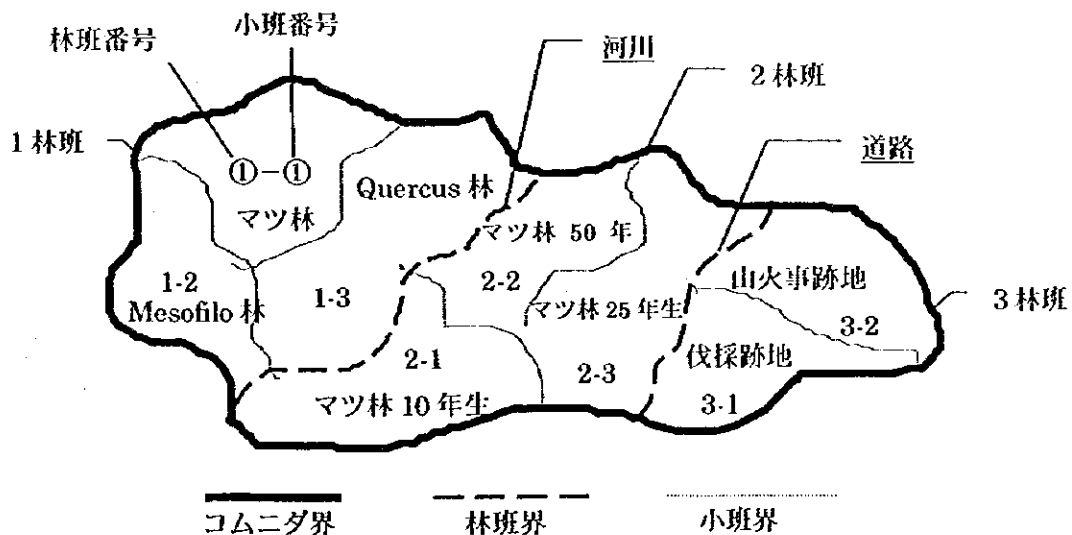 小班番号
林班番号
河川
2 林班
1 林班
道路
①-①
Quercus 林
マツ林
マツ林 50 年
1-2
2-2
山火事跡地
Mesofilo 林
1-3
マツ林 25 年生
3 林班
3-2
2-1
伐採跡地
2-3
マツ林 10 年生
3-1
コムニダ界
林班界
小班界